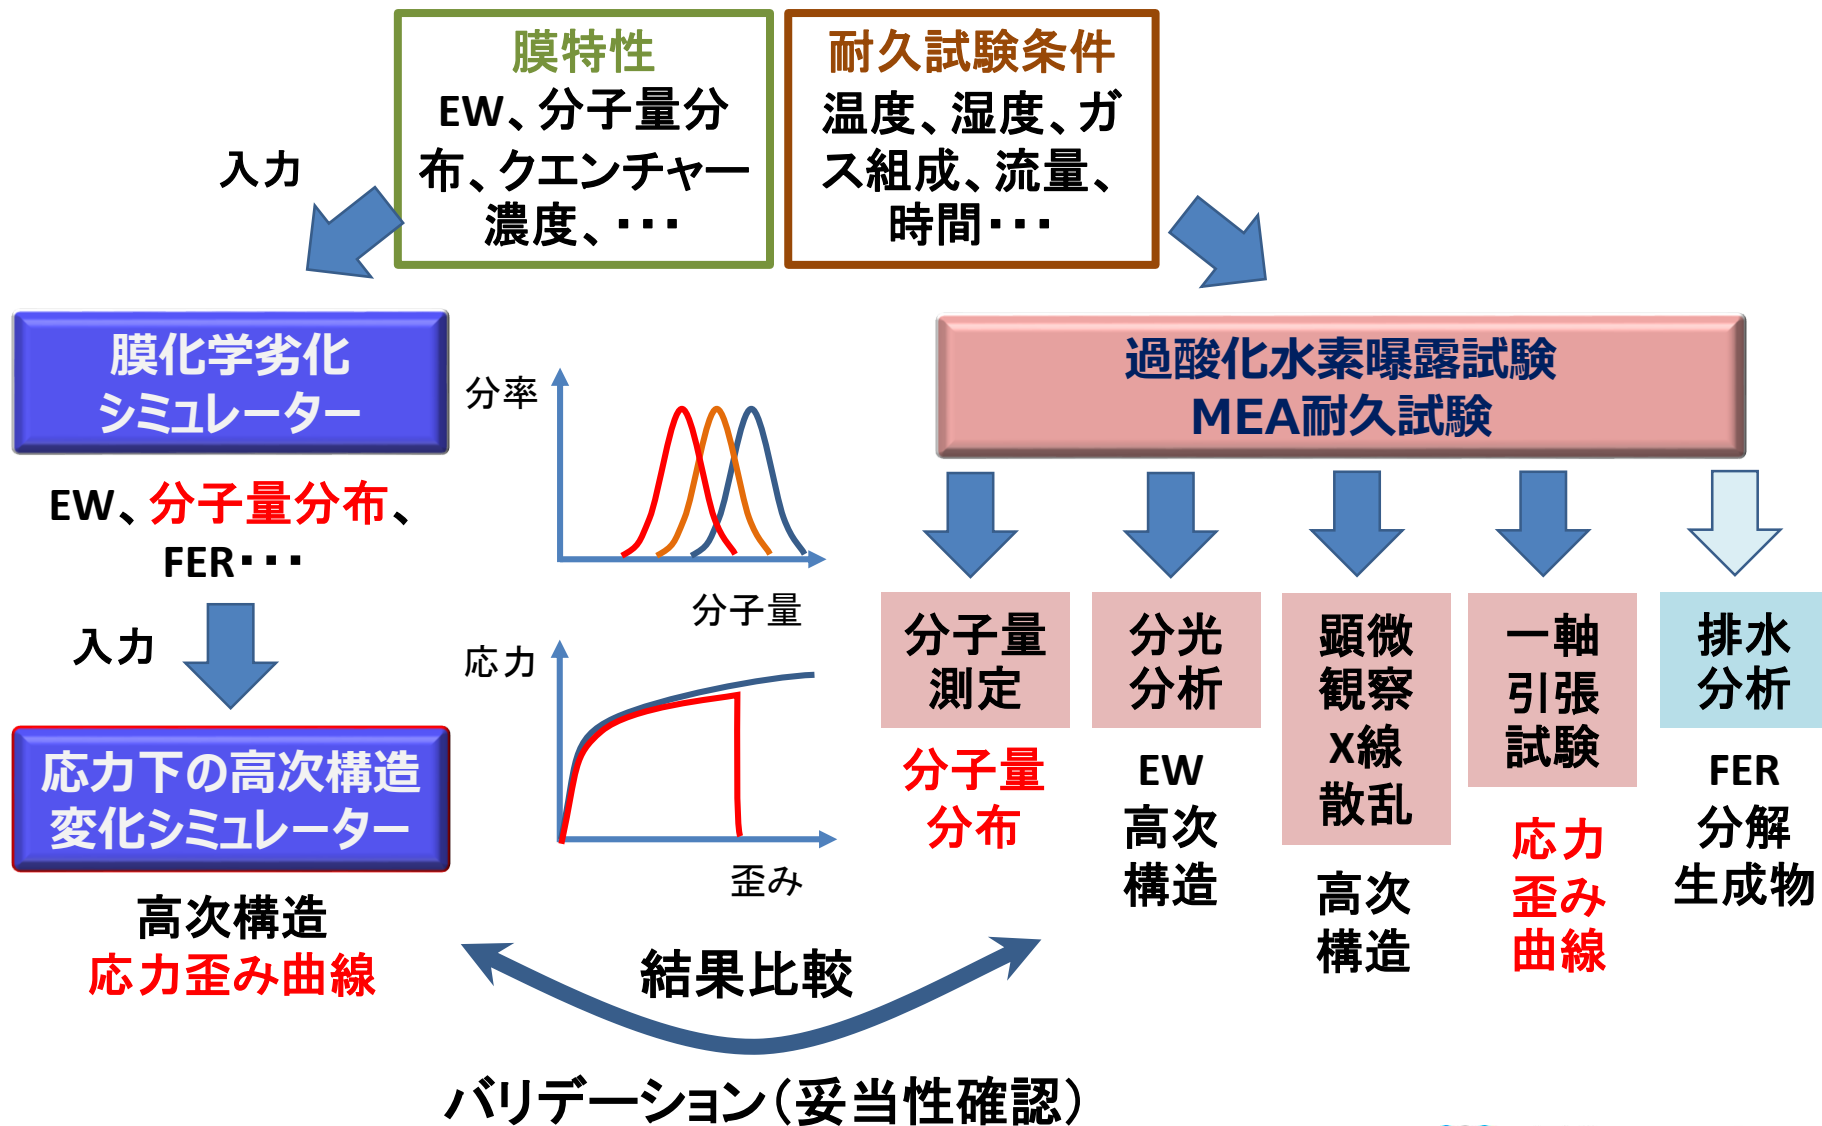 膜特性
EW、分子量分
布、クエンチャー
濃度、・・・
耐久試験条件
温度、湿度、ガ
ス組成、流量、
時間・・・
入力
膜化学劣化
シミュレーター
EW、分子量分布、
FER・・・
入力
応力下の高次構造
変化シミュレーター
高次構造
応力歪み曲線
分率
分子量
応力
歪み
過酸化水素曝露試験
MEA耐久試験
分子量
測定
分子量
分布
分光
分析
EW
高次
構造
顕微
観察
X線
散乱
高次
構造
一軸
引張
試験
応力
歪み
曲線
排水
分析
FER
分解
生成物
結果比較
バリデーション（妥当性確認）